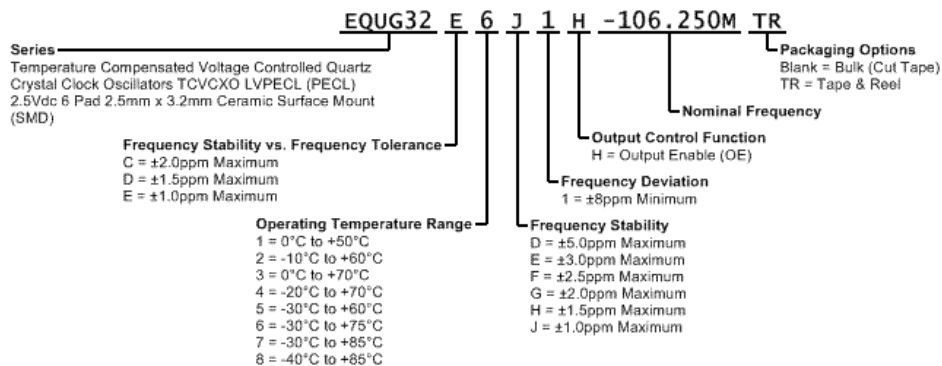 EQUG32 E 6 J 1 H -106.250M TR
Series
Temperature Compensated Voltage Controlled Quartz
Crystal Clock Oscillators TCVCXO LVPECL (PECL)
2.5Vdc 6 Pad 2.5mm x 3.2mm Ceramic Surface Mount
(SMD)
Packaging Options
Blank = Bulk (Cut Tape)
TR = Tape & Reel
Nominal Frequency
Output Control Function
H = Output Enable (OE)
Frequency Stability vs. Frequency Tolerance
C = ±2.0ppm Maximum
D = ±1.5ppm Maximum
E = ±1.0ppm Maximum
Frequency Deviation
1 = ±8ppm Minimum
Operating Temperature Range
1 = 0°C to +50°C
2 = -10°C to +60°C
3 = 0°C to +70°C
4 = -20°C to +70°C
5 = -30°C to +60°C
6 = -30°C to +75°C
7 = -30°C to +85°C
8 = -40°C to +85°C
Frequency Stability
D = ±5.0ppm Maximum
E = ±3.0ppm Maximum
F = ±2.5ppm Maximum
G = ±2.0ppm Maximum
H = ±1.5ppm Maximum
J = ±1.0ppm Maximum